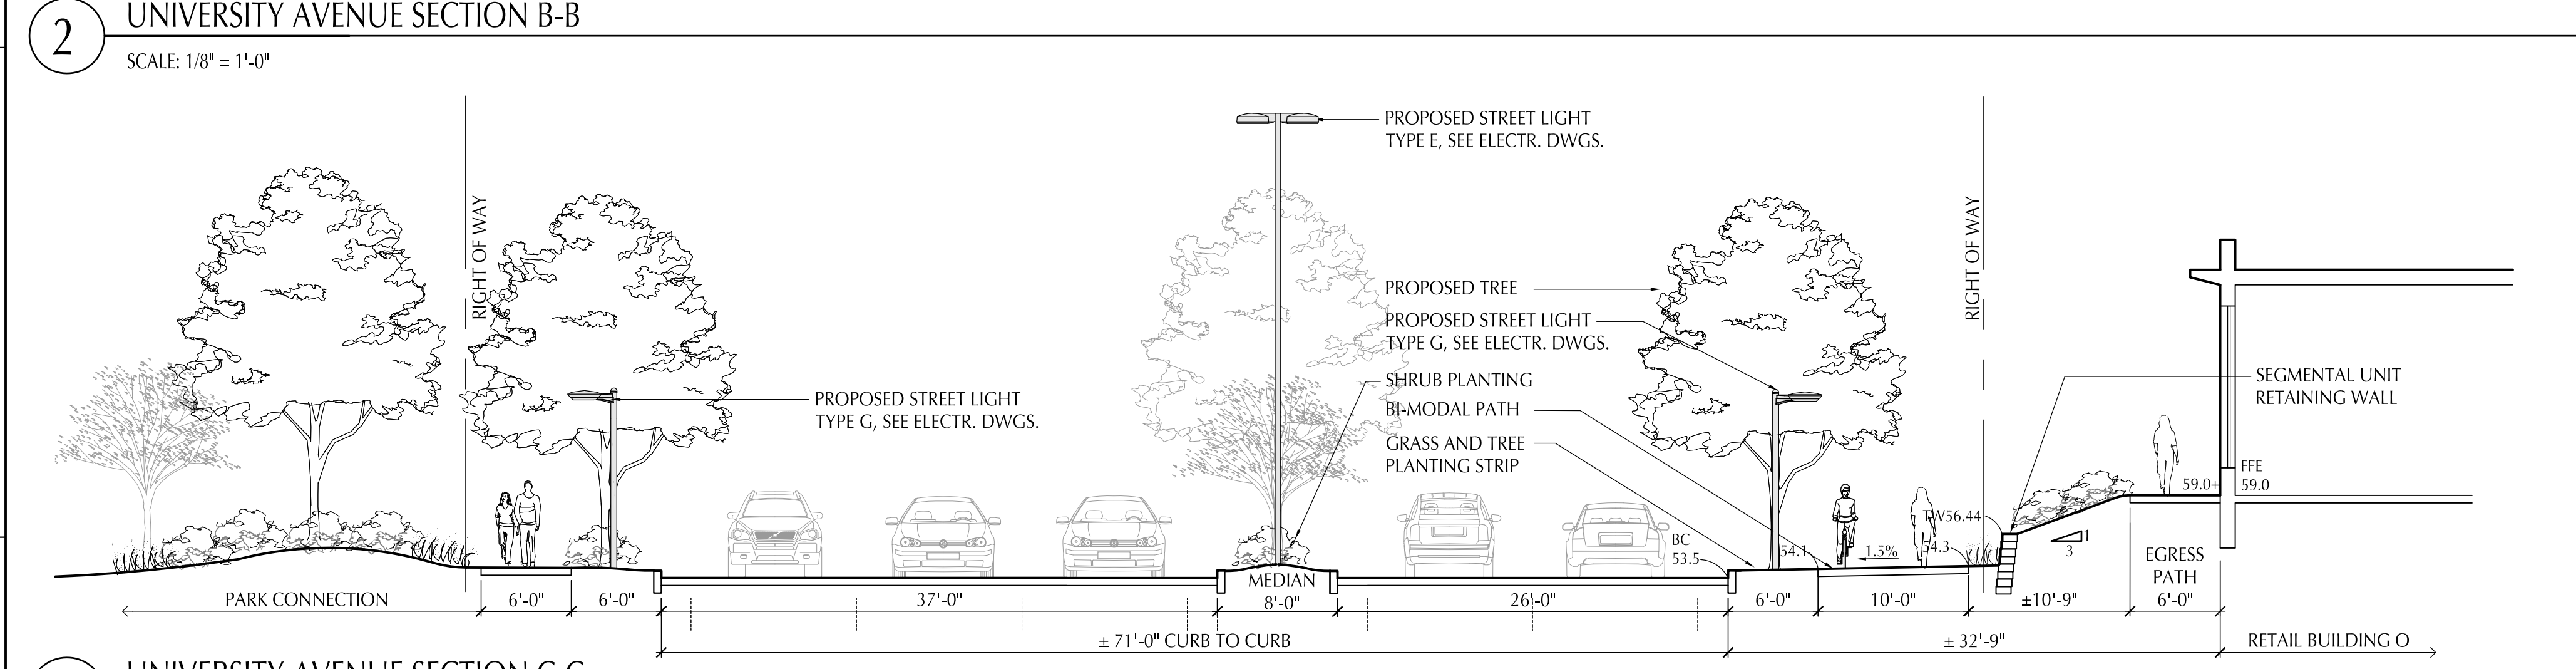 2
UNIVERSITY AVENUE SECTION B-B
SCALE: 1/8" = 1'-0"
RIGHT OF WAY
PROPOSED STREET LIGHT
TYPE G, SEE ELECTR. DWGS.
PROPOSED STREET LIGHT
TYPE E, SEE ELECTR. DWGS.
PROPOSED TREE
PROPOSED STREET LIGHT
TYPE G, SEE ELECTR. DWGS.
SHRUB PLANTING
BI-MODAL PATH
GRASS AND TREE
PLANTING STRIP
RIGHT OF WAY
SEGMENTAL UNIT
RETAINING WALL
FFE
59.0+ 59.0
TW56.44
BC
53.5
54.1
1.5%
54.3
1
3
EGRESS
PATH
MEDIAN
PARK CONNECTION
6'-0"
6'-0"
37'-0"
8'-0"
26'-0"
6'-0"
10'-0"
±10'-9"
6'-0"
± 71'-0" CURB TO CURB
± 32'-9"
RETAIL BUILDING O
UNIVERSITY AVENUE SECTION C-C